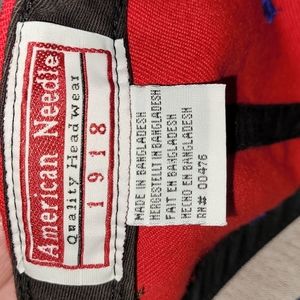 American Needle
Quality Headwear
1918
MADE IN BANGLADESH
HERGESTELLT IN BANGLADESH
FAIT EN BANGLADESH
HECHO EN BANGLADESH
RN# 00476